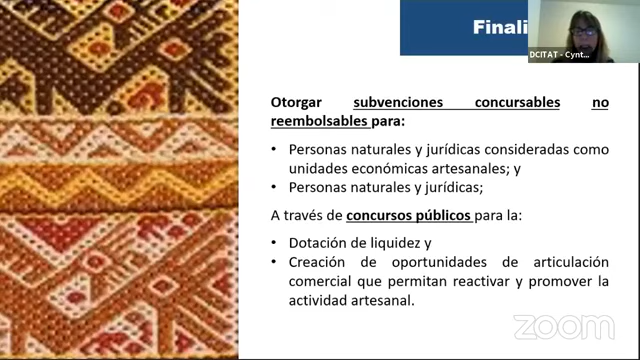 Finali
DCITAT - Cynt...
Otorgar subvenciones concursables no
reembolsables para:
• Personas naturales y jurídicas consideradas como
unidades económicas artesanales; y
• Personas naturales y jurídicas;
A través de concursos públicos para la:
• Dotación de liquidez y
• Creación de oportunidades de articulación
comercial que permitan reactivar y promover la
actividad artesanal.
zoom